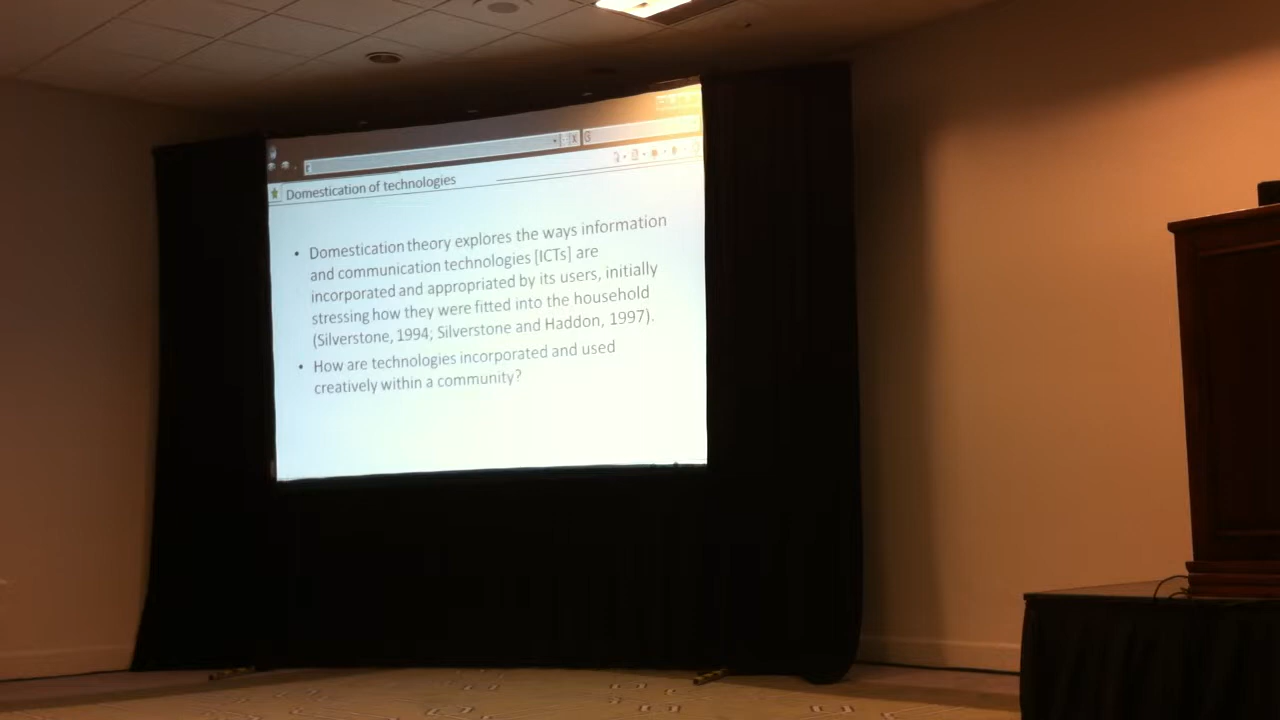 Domestication of technologies
• Domestication theory explores the ways information
and communication technologies [ICTs] are
incorporated and appropriated by its users, initially
stressing how they were fitted into the household
(Silverstone, 1994; Silverstone and Haddon, 1997).
• How are technologies incorporated and used
creatively within a community?